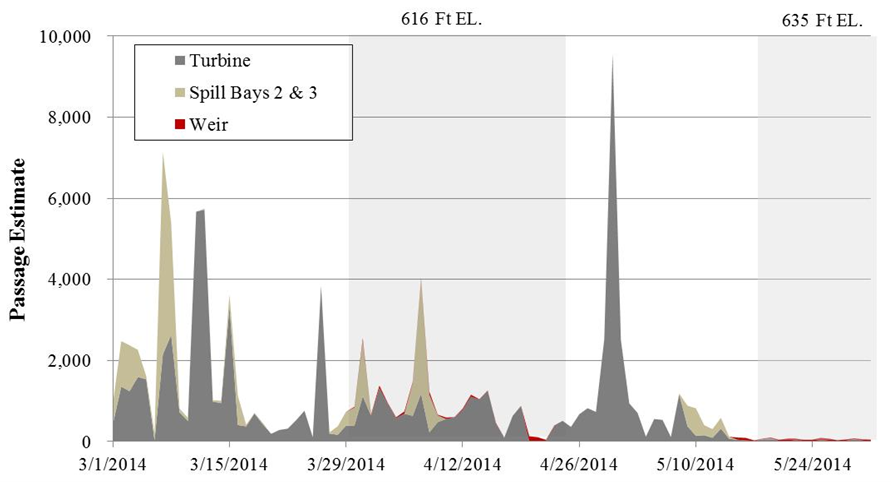 616 Ft EL.
635 Ft EL.
Passage Estimate
10,000
8,000
6,000
4,000
2,000
0
Turbine
Spill Bays 2 & 3
Weir
3/1/2014
3/15/2014
3/29/2014
4/12/2014
4/26/2014
5/10/2014
5/24/2014